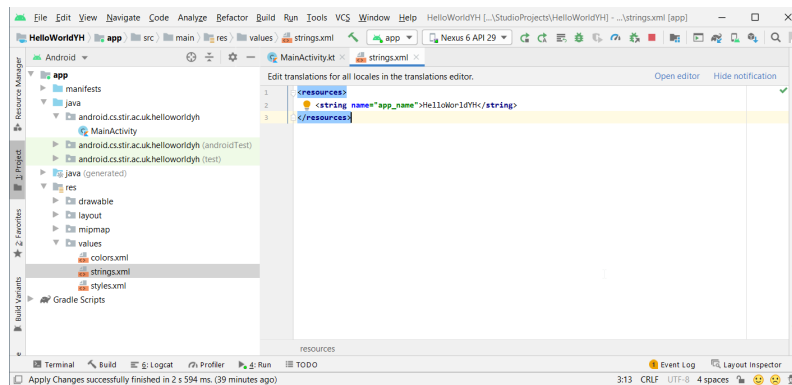 File Edit View Navigate Code Analyze Refactor Build Run Tools VCS Window Help HelloWorldYH [...\StudioProjects\HelloWorldYH] - ...\strings.xml [app]
HelloWorldYH app src main res values strings.xml app Nexus 6 API 29
Android MainActivity.kt strings.xml
Resource Manager
1: Project
2: Favorites
Build Variants
app
manifests
java
android.cs.stir.ac.uk.helloworldyh
MainActivity
android.cs.stir.ac.uk.helloworldyh (androidTest)
android.cs.stir.ac.uk.helloworldyh (test)
java (generated)
res
drawable
layout
mipmap
values
colors.xml
strings.xml
styles.xml
Gradle Scripts
Edit translations for all locales in the translations editor. Open editor Hide notification
1 <resources>
2 <string name="app_name">HelloWorldYH</string>
3 </resources>
resources
Terminal Build 6: Logcat Profiler 4: Run TODO Event Log Layout Inspector
Apply Changes successfully finished in 2 s 594 ms. (39 minutes ago) 3:13 CRLF UTF-8 4 spaces